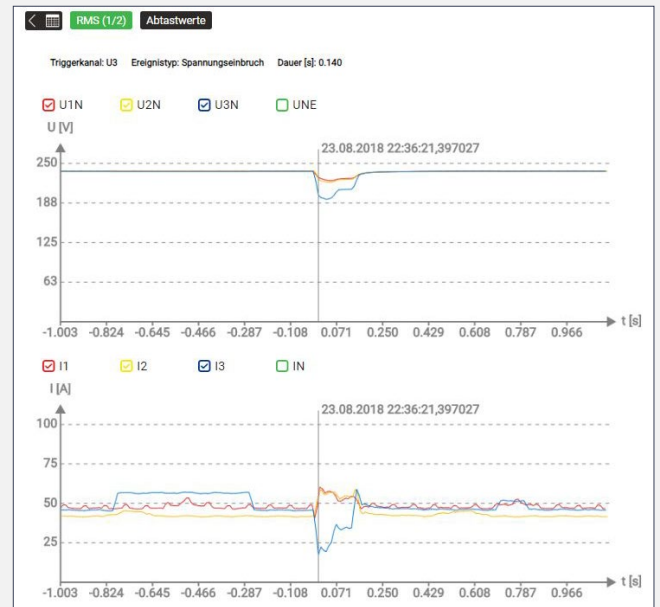 RMS (1/2) Abtastwerte
Triggerkanal: U3 Ereignistyp: Spannungseinbruch Dauer [s]: 0.140
U1N U2N U3N UNE
U [V]
23.08.2018 22:36:21,397027
250
188
125
63
t [s]
-1.003 -0.824 -0.645 -0.466 -0.287 -0.108 0.071 0.250 0.429 0.608 0.787 0.966
I1 I2 I3 IN
I [A]
23.08.2018 22:36:21,397027
100
75
50
25
t [s]
-1.003 -0.824 -0.645 -0.466 -0.287 -0.108 0.071 0.250 0.429 0.608 0.787 0.966